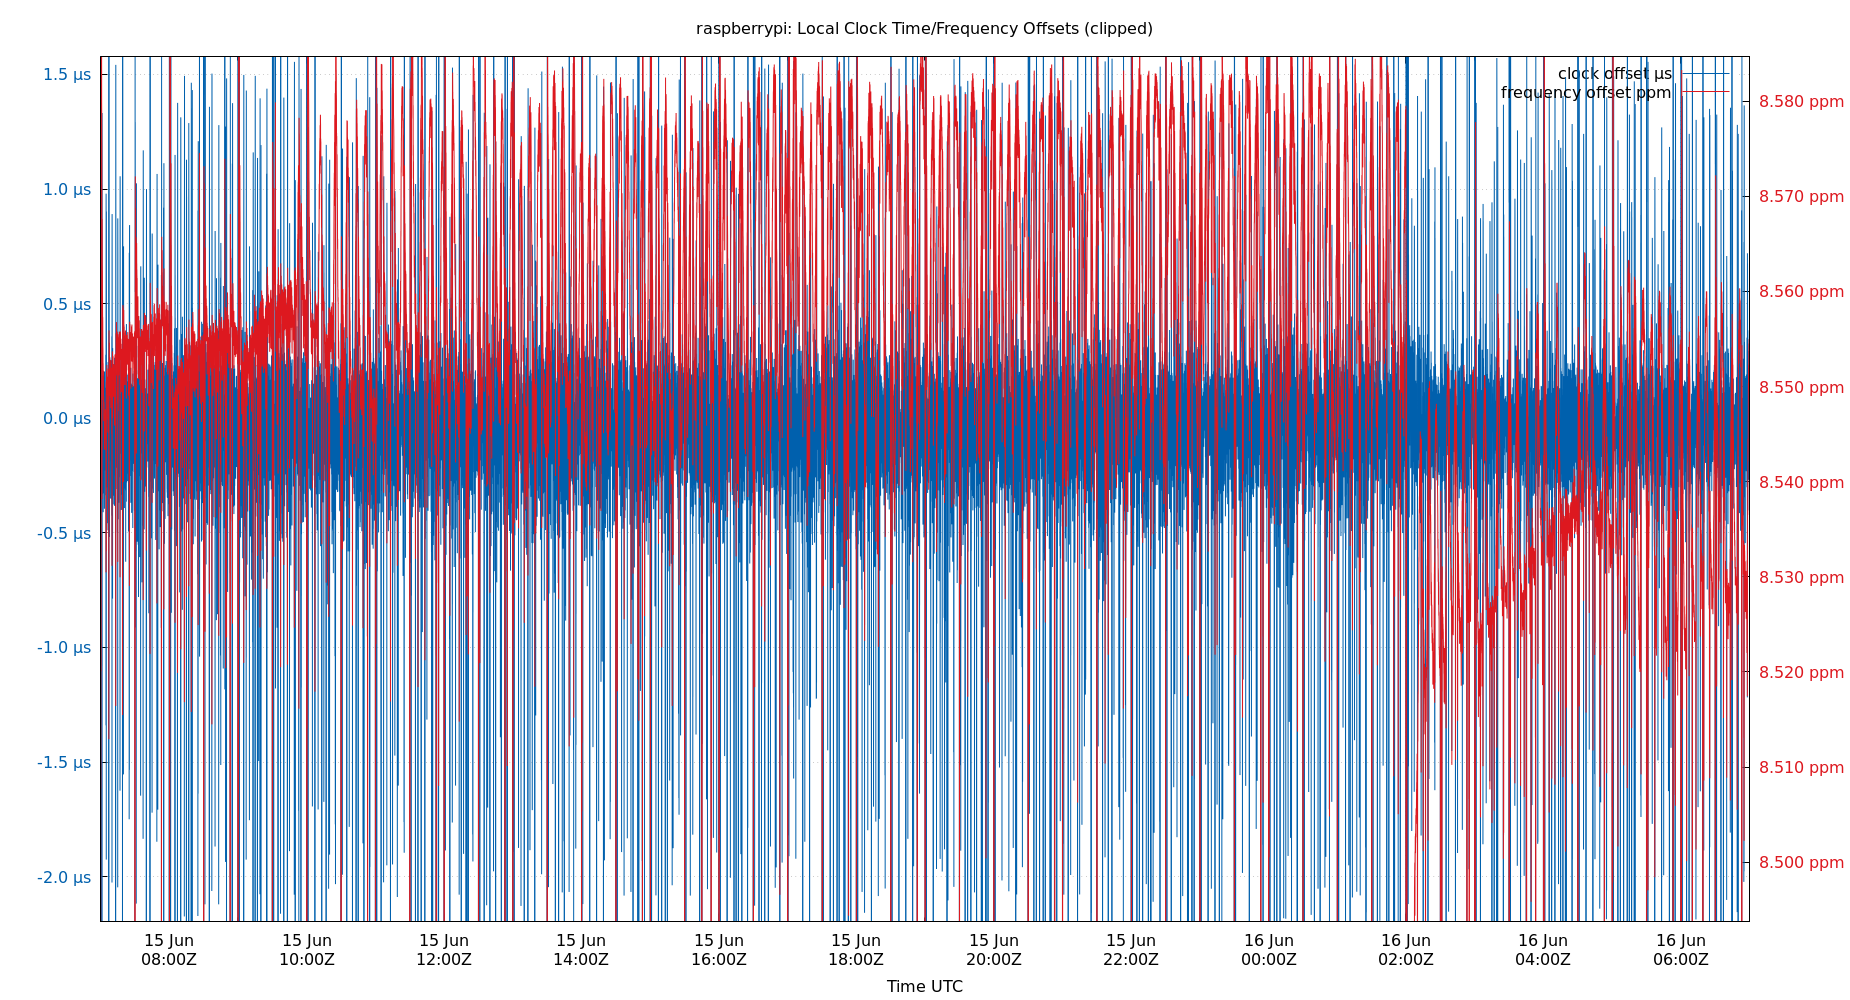 raspberrypi: Local Clock Time/Frequency Offsets (clipped)
clock offset µs
frequency offset ppm
1.5 µs
1.0 µs
0.5 µs
0.0 µs
-0.5 µs
-1.0 µs
-1.5 µs
-2.0 µs
8.580 ppm
8.570 ppm
8.560 ppm
8.550 ppm
8.540 ppm
8.530 ppm
8.520 ppm
8.510 ppm
8.500 ppm
15 Jun 15 Jun 15 Jun 15 Jun 15 Jun 15 Jun 15 Jun 15 Jun 16 Jun 16 Jun 16 Jun 16 Jun
08:00Z 10:00Z 12:00Z 14:00Z 16:00Z 18:00Z 20:00Z 22:00Z 00:00Z 02:00Z 04:00Z 06:00Z
Time UTC